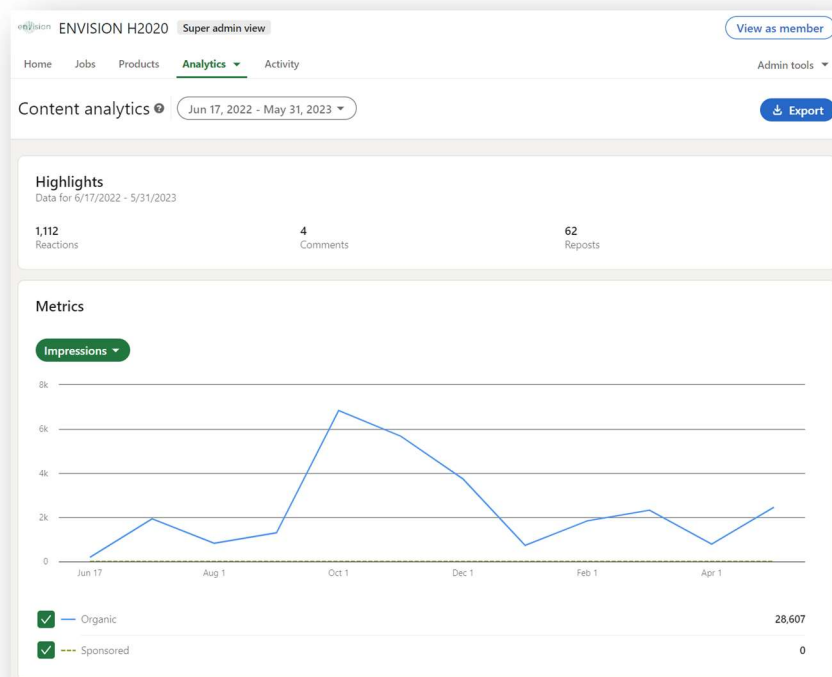 envision ENVISION H2020 Super admin view View as member
Home Jobs Products Analytics Activity Admin tools
Content analytics ? Jun 17, 2022 - May 31, 2023 Export
Highlights
Data for 6/17/2022 - 5/31/2023
1,112 4 62
Reactions Comments Reposts
Metrics
Impressions
8k
6k
4k
2k
0
Jun 17 Aug 1 Oct 1 Dec 1 Feb 1 Apr 1
Organic 28,607
Sponsored 0